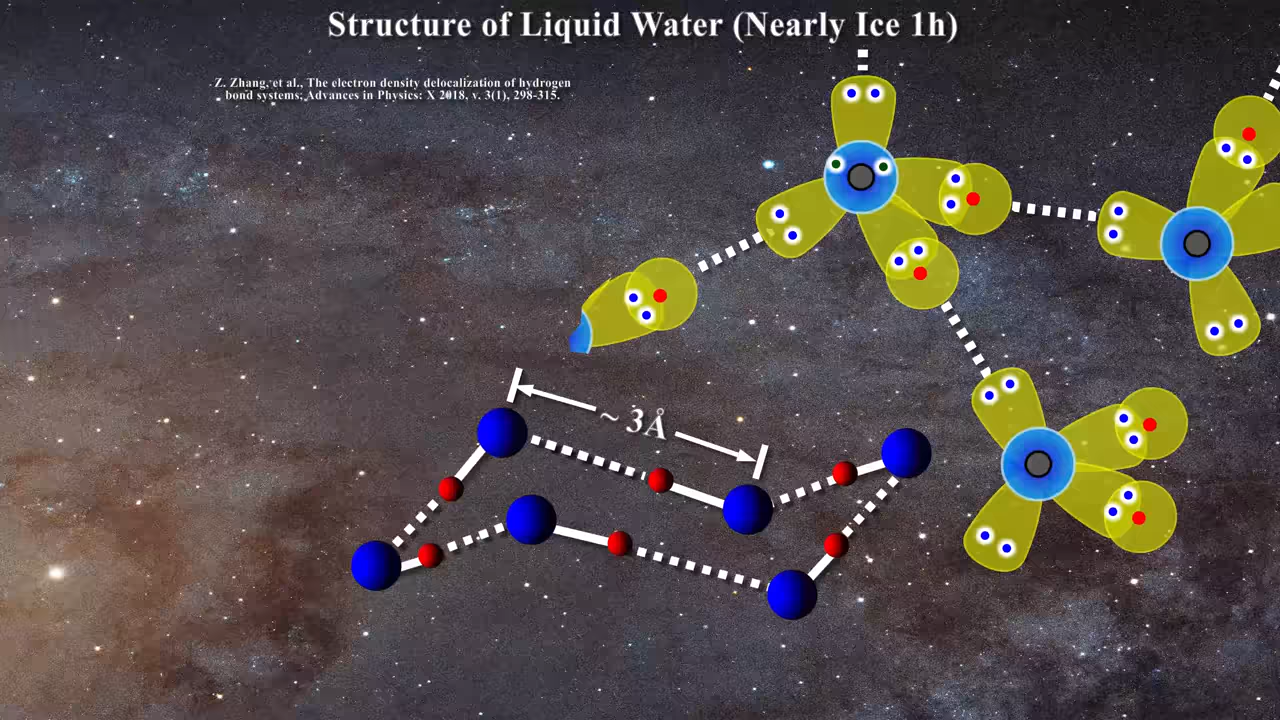 Structure of Liquid Water (Nearly Ice 1h)
Z. Zhang, et al., The electron density delocalization of hydrogen
bond systems, Advances in Physics: X 2018, v. 3(1), 298-315.
~ 3Å